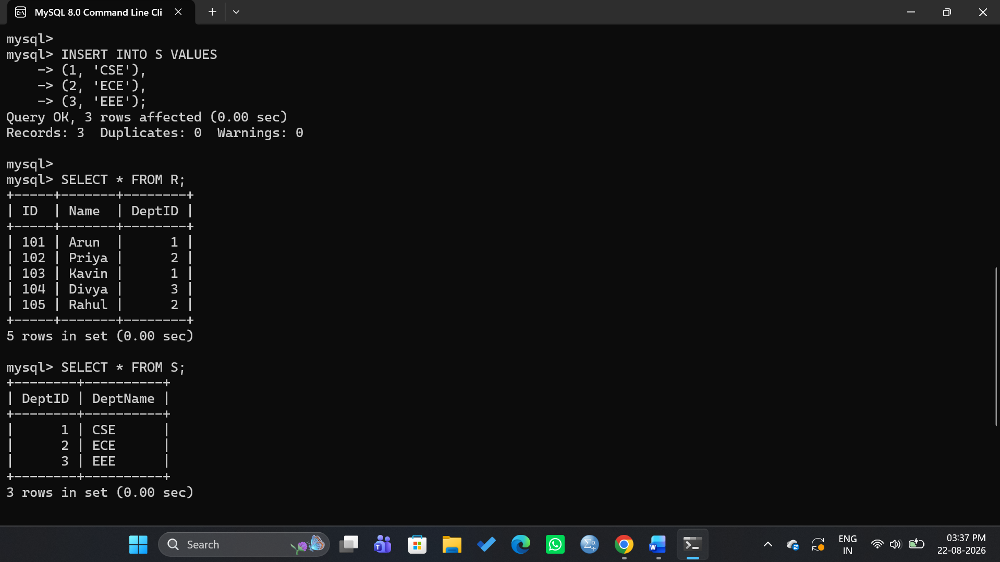 MySQL 8.0 Command Line Cli
mysql>
mysql> INSERT INTO S VALUES
    -> (1, 'CSE'),
    -> (2, 'ECE'),
    -> (3, 'EEE');
Query OK, 3 rows affected (0.00 sec)
Records: 3  Duplicates: 0  Warnings: 0
mysql>
mysql> SELECT * FROM R;
+-----+-------+--------+
| ID  | Name  | DeptID |
+-----+-------+--------+
| 101 | Arun  |      1 |
| 102 | Priya |      2 |
| 103 | Kavin |      1 |
| 104 | Divya |      3 |
| 105 | Rahul |      2 |
+-----+-------+--------+
5 rows in set (0.00 sec)
mysql> SELECT * FROM S;
+--------+----------+
| DeptID | DeptName |
+--------+----------+
|      1 | CSE      |
|      2 | ECE      |
|      3 | EEE      |
+--------+----------+
3 rows in set (0.00 sec)
Search
ENG
IN
03:37 PM
22-08-2026